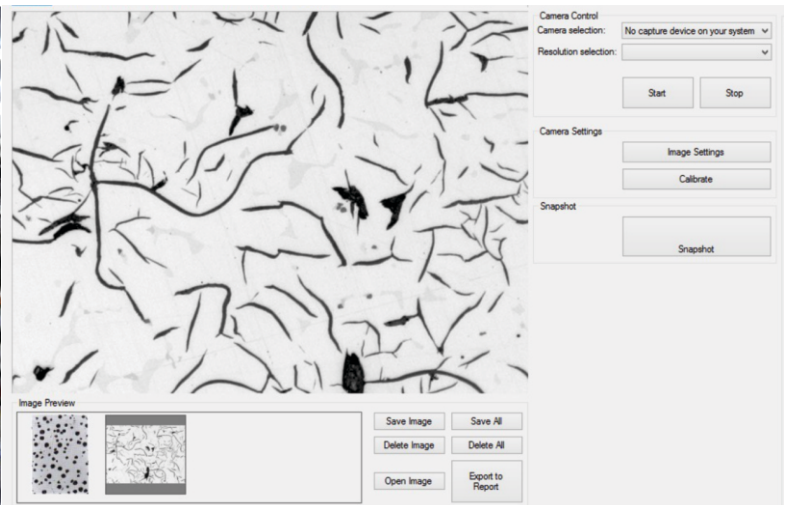 Camera Control
Camera selection: No capture device on your system
Resolution selection:
Start Stop
Camera Settings
Image Settings
Calibrate
Snapshot
Snapshot
Image Preview
Save Image Save All
Delete Image Delete All
Open Image Export to
Report